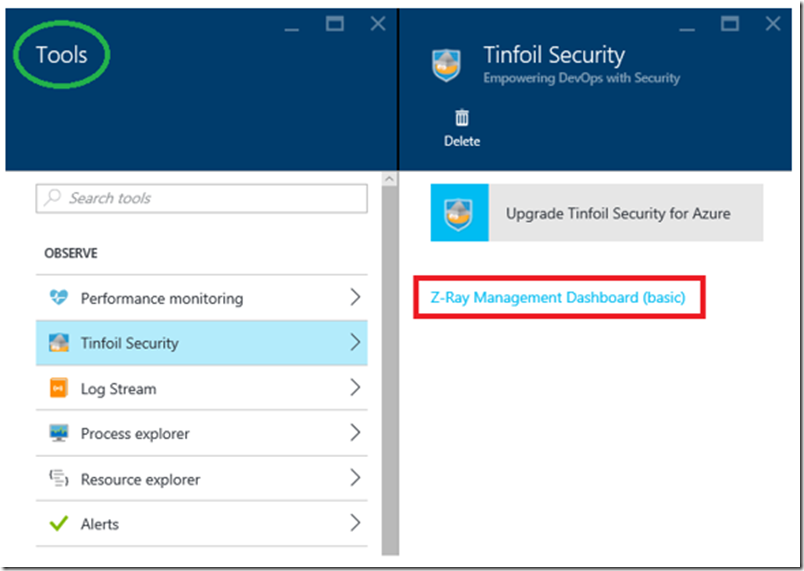 Tools
Search tools
OBSERVE
Performance monitoring
Tinfoil Security
Log Stream
Process explorer
Resource explorer
Alerts
Tinfoil Security
Empowering DevOps with Security
Delete
Upgrade Tinfoil Security for Azure
Z-Ray Management Dashboard (basic)